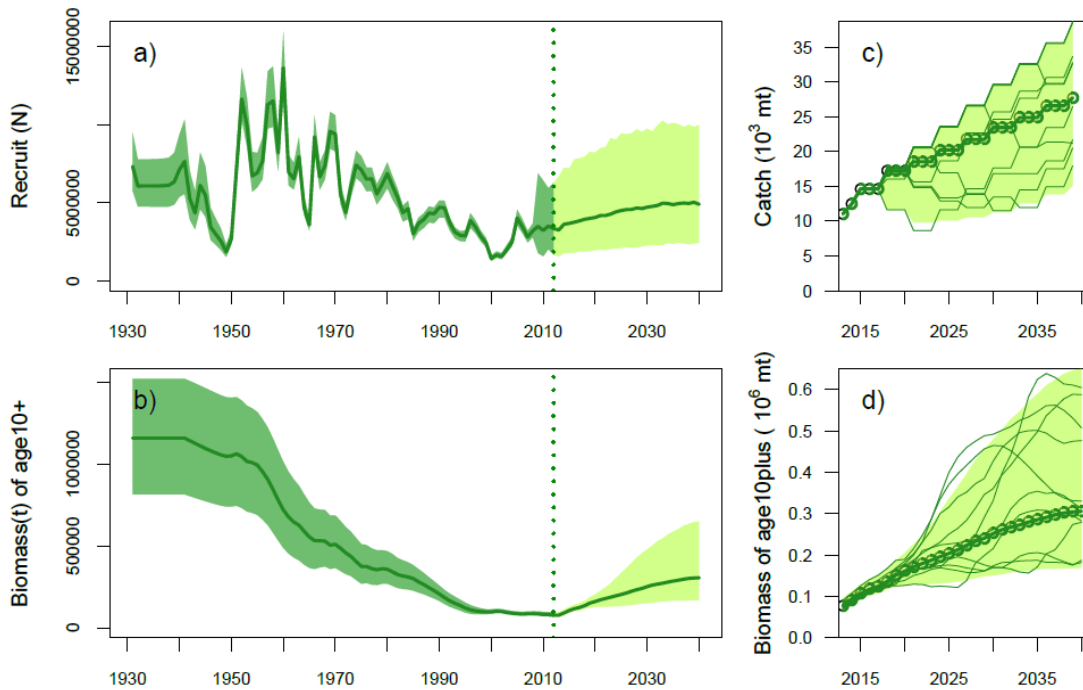 a)
Recruit (N)
15000000
5000000
0
1930 1950 1970 1990 2010 2030
b)
Biomass(t) of age10+
1000000
500000
0
1930 1950 1970 1990 2010 2030
c)
Catch (10³ mt)
35
30
25
20
15
10
5
0
2015 2025 2035
d)
Biomass of age10plus ( 10⁶ mt)
0.6
0.5
0.4
0.3
0.2
0.1
0.0
2015 2025 2035